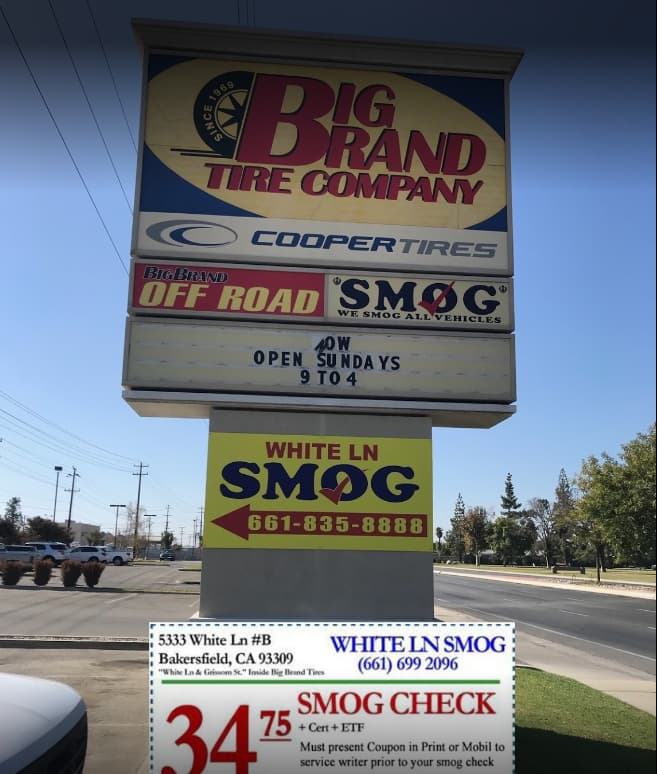 SINCE 1969
BIG
BRAND
TIRE COMPANY
COOPERTIRES
BIG BRAND
OFF ROAD
"SMOG"
WE SMOG ALL VEHICLES
NOW
OPEN SUNDAYS
9 TO 4
WHITE LN
SMOG
661-835-8888
5333 White Ln #B
Bakersfield, CA 93309
"White Ln & Grissom St." Inside Big Brand Tires
WHITE LN SMOG
(661) 699 2096
34.75
SMOG CHECK
+ Cert + ETF
Must present Coupon in Print or Mobil to
service writer prior to your smog check